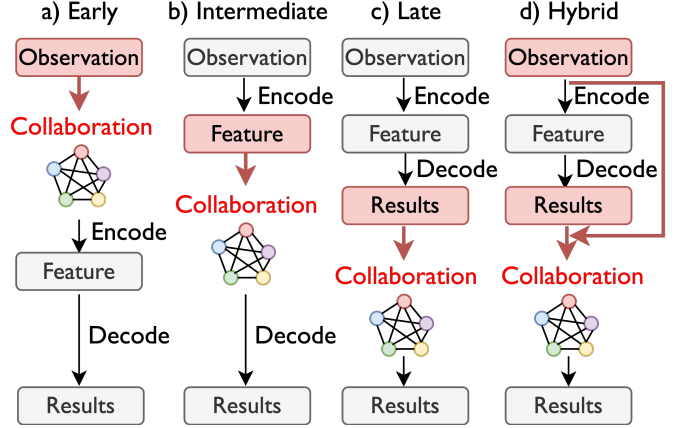 a) Early
Observation
Collaboration
Encode
Feature
Decode
Results
b) Intermediate
Observation
Encode
Feature
Collaboration
Decode
Results
c) Late
Observation
Encode
Feature
Decode
Results
Collaboration
Results
d) Hybrid
Observation
Encode
Feature
Decode
Results
Collaboration
Results